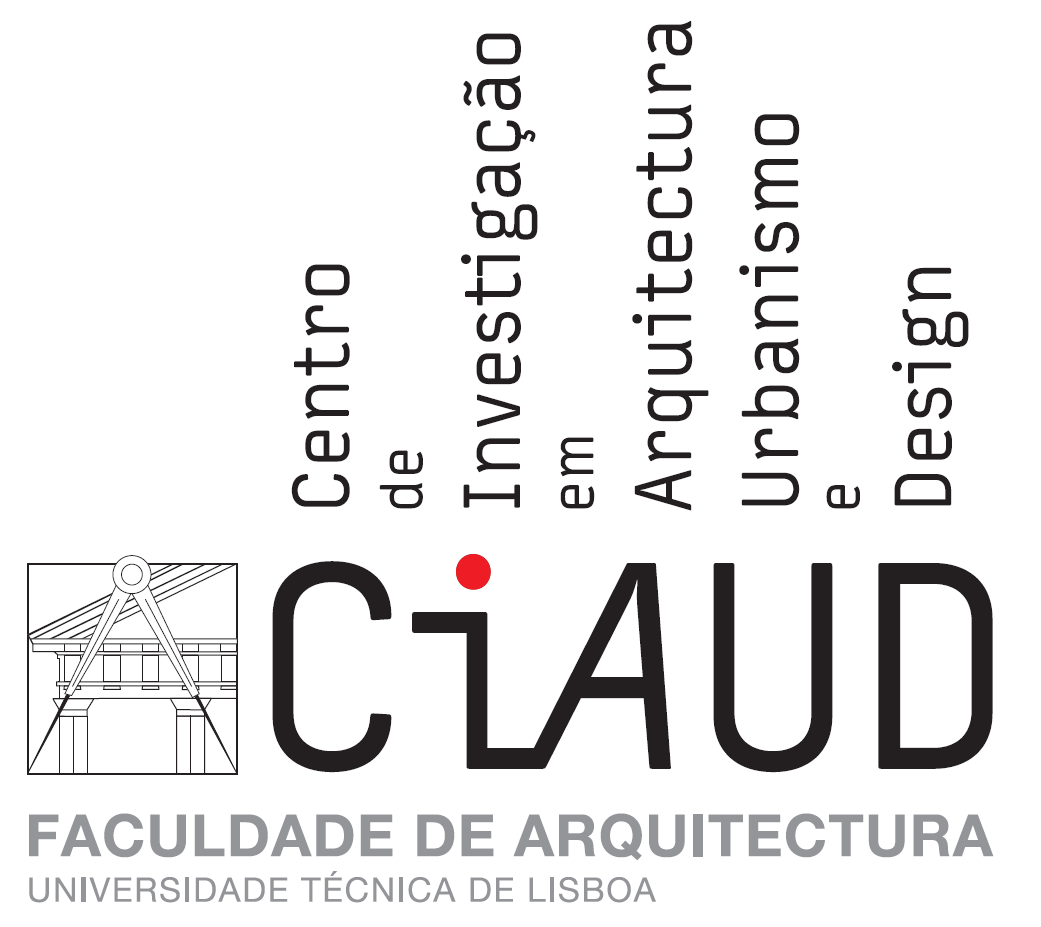 Centro
de
Investigação
em
Arquitectura
Urbanismo
e
Design
CiAUD
FACULDADE DE ARQUITECTURA
UNIVERSIDADE TÉCNICA DE LISBOA